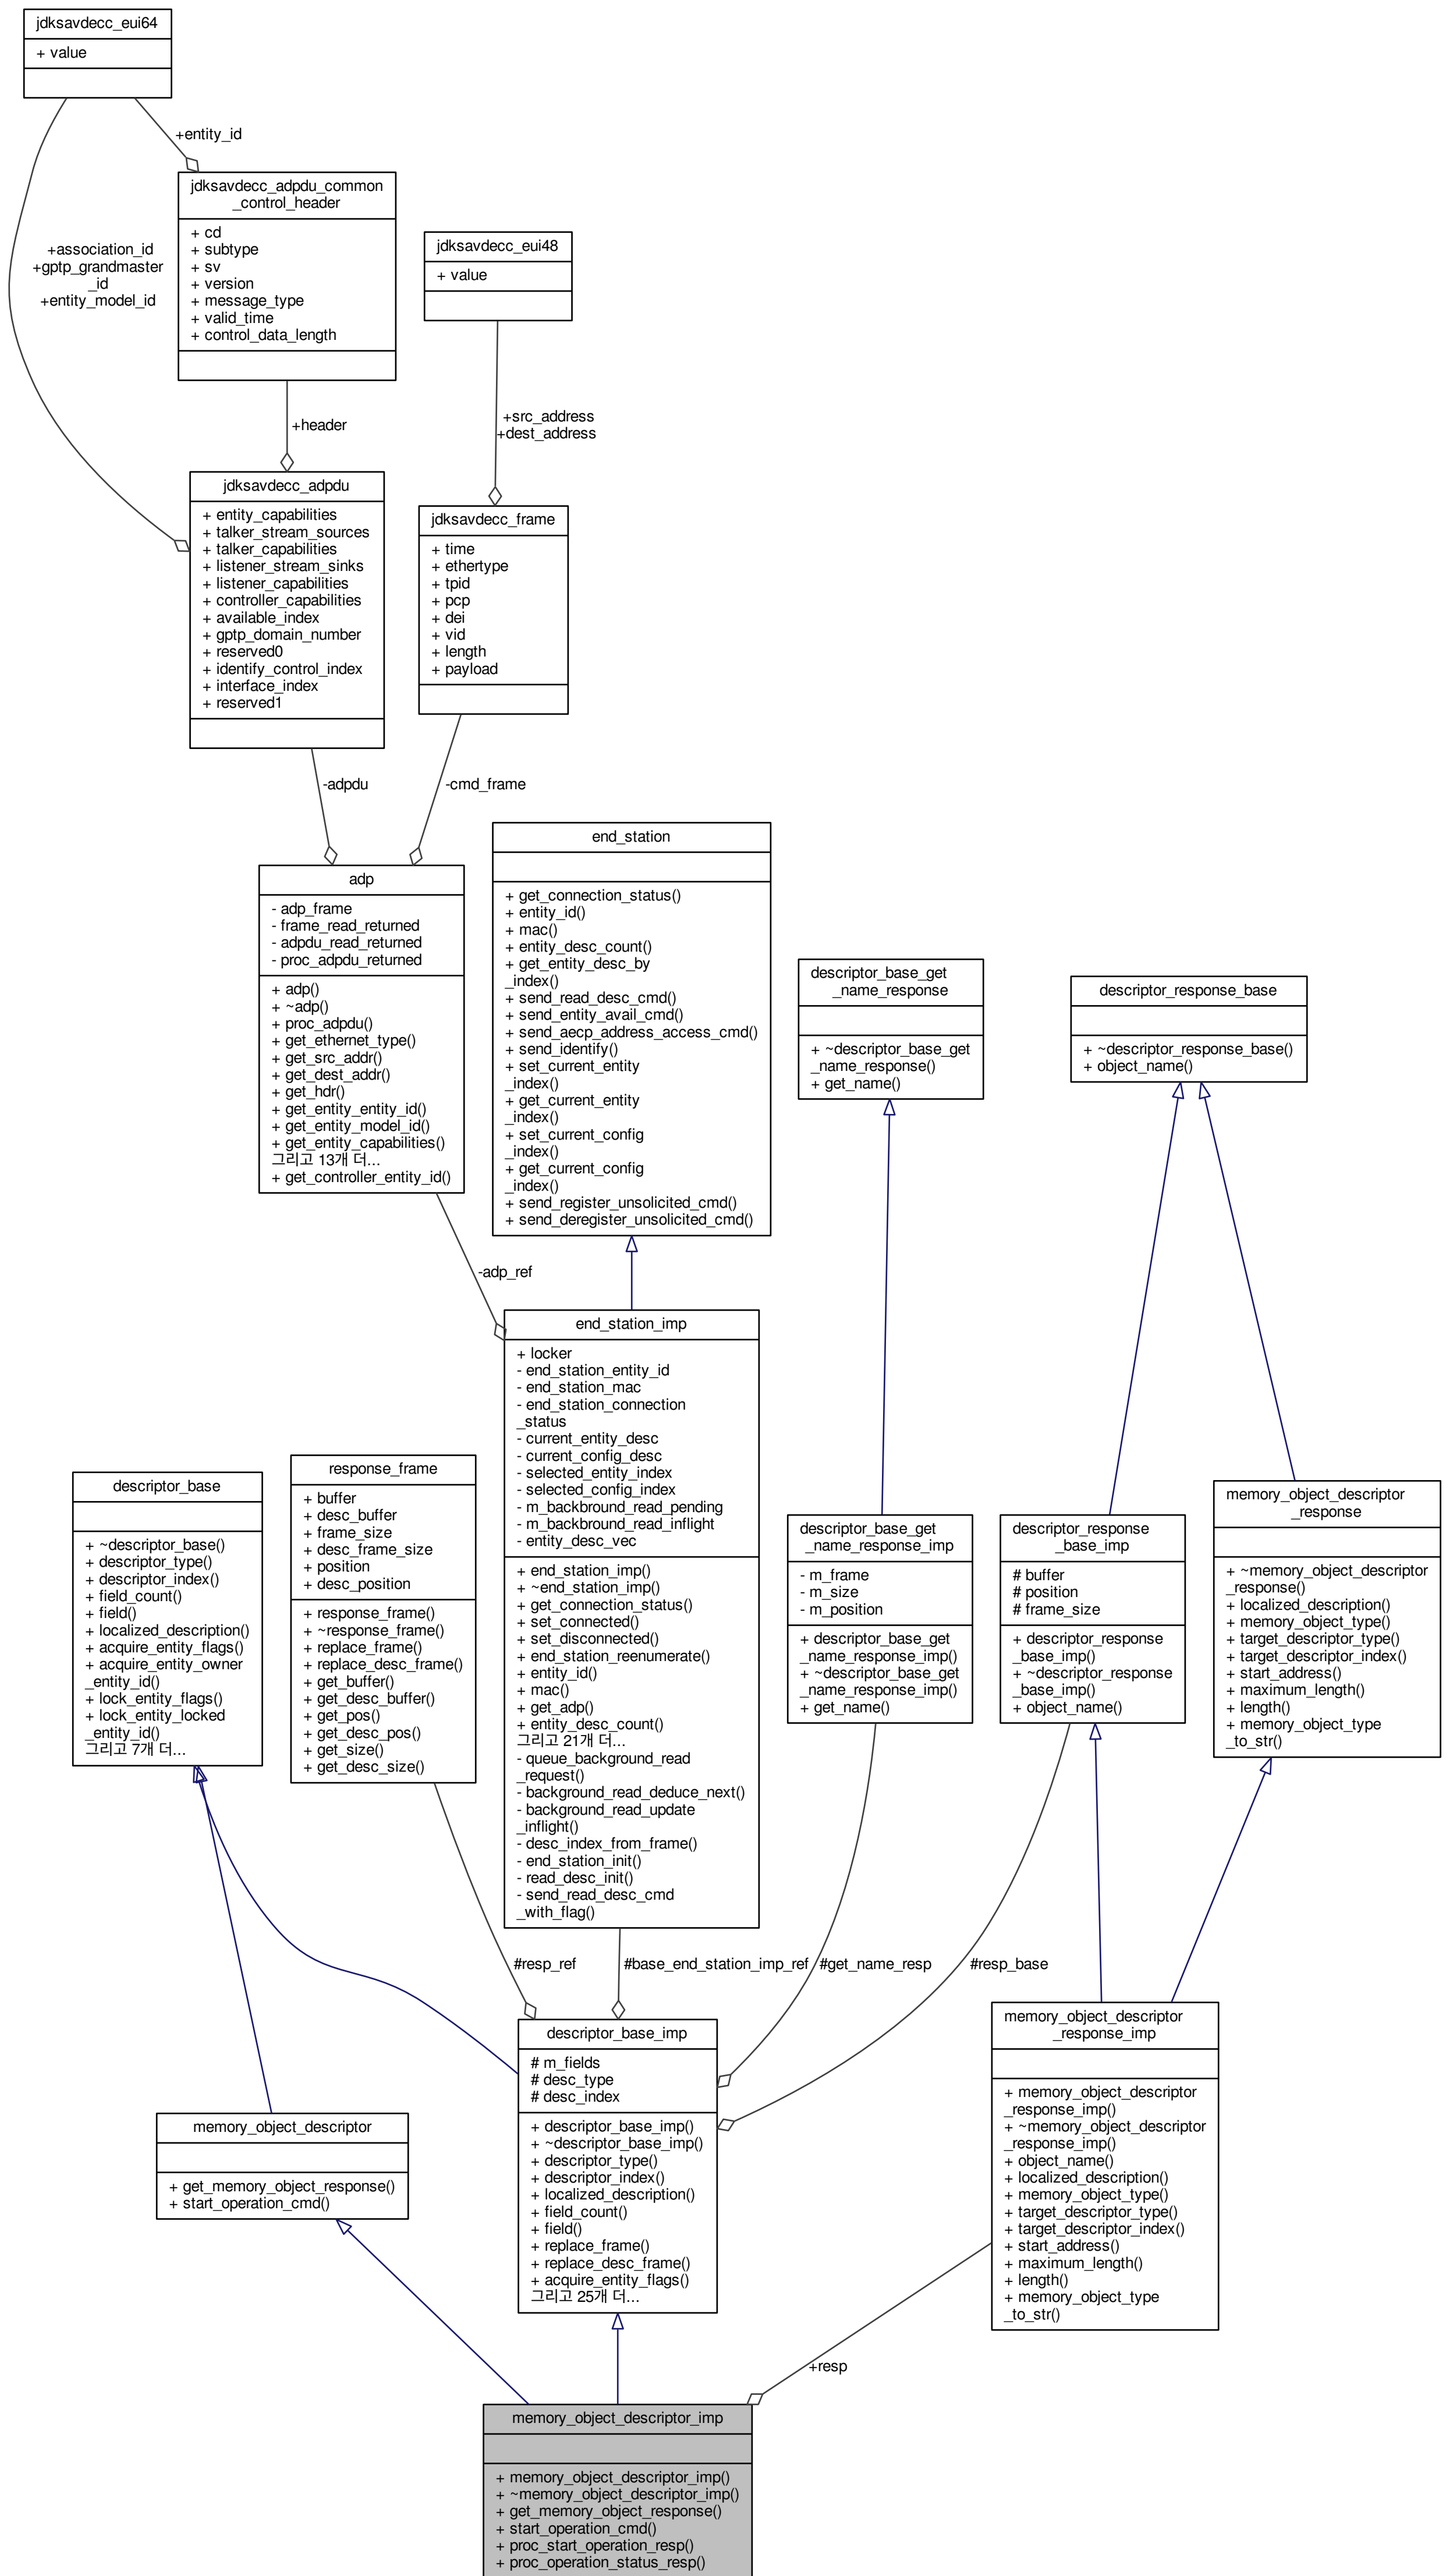 jdksavdecc_eui64
+ value
+entity_id
jdksavdecc_adpdu_common
_control_header
+ cd
+ subtype
+ sv
+ version
+ message_type
+ valid_time
+ control_data_length
jdksavdecc_eui48
+ value
+association_id
+gptp_grandmaster
_id
+entity_model_id
+header
+src_address
+dest_address
jdksavdecc_adpdu
+ entity_capabilities
+ talker_stream_sources
+ talker_capabilities
+ listener_stream_sinks
+ listener_capabilities
+ controller_capabilities
+ available_index
+ gptp_domain_number
+ reserved0
+ identify_control_index
+ interface_index
+ reserved1
jdksavdecc_frame
+ time
+ ethertype
+ tpid
+ pcp
+ dei
+ vid
+ length
+ payload
-adpdu
-cmd_frame
adp
- adp_frame
- frame_read_returned
- adpdu_read_returned
- proc_adpdu_returned
+ adp()
+ ~adp()
+ proc_adpdu()
+ get_ethernet_type()
+ get_src_addr()
+ get_dest_addr()
+ get_hdr()
+ get_entity_entity_id()
+ get_entity_model_id()
+ get_entity_capabilities()
그리고 13개 더...
+ get_controller_entity_id()
end_station
+ get_connection_status()
+ entity_id()
+ mac()
+ entity_desc_count()
+ get_entity_desc_by
_index()
+ send_read_desc_cmd()
+ send_entity_avail_cmd()
+ send_aecp_address_access_cmd()
+ send_identify()
+ set_current_entity
_index()
+ get_current_entity
_index()
+ set_current_config
_index()
+ get_current_config
_index()
+ send_register_unsolicited_cmd()
+ send_deregister_unsolicited_cmd()
descriptor_base_get
_name_response
+ ~descriptor_base_get
_name_response()
+ get_name()
descriptor_response_base
+ ~descriptor_response_base()
+ object_name()
-adp_ref
descriptor_base
+ ~descriptor_base()
+ descriptor_type()
+ descriptor_index()
+ field_count()
+ field()
+ localized_description()
+ acquire_entity_flags()
+ acquire_entity_owner
_entity_id()
+ lock_entity_flags()
+ lock_entity_locked
_entity_id()
그리고 7개 더...
response_frame
+ buffer
+ desc_buffer
+ frame_size
+ desc_frame_size
+ position
+ desc_position
+ response_frame()
+ ~response_frame()
+ replace_frame()
+ replace_desc_frame()
+ get_buffer()
+ get_desc_buffer()
+ get_pos()
+ get_desc_pos()
+ get_size()
+ get_desc_size()
end_station_imp
+ locker
- end_station_entity_id
- end_station_mac
- end_station_connection
_status
- current_entity_desc
- current_config_desc
- selected_entity_index
- selected_config_index
- m_backbround_read_pending
- m_backbround_read_inflight
- entity_desc_vec
+ end_station_imp()
+ ~end_station_imp()
+ get_connection_status()
+ set_connected()
+ set_disconnected()
+ end_station_reenumerate()
+ entity_id()
+ mac()
+ get_adp()
+ entity_desc_count()
그리고 21개 더...
- queue_background_read
_request()
- background_read_deduce_next()
- background_read_update
_inflight()
- desc_index_from_frame()
- end_station_init()
- read_desc_init()
- send_read_desc_cmd
_with_flag()
descriptor_base_get
_name_response_imp
- m_frame
- m_size
- m_position
+ descriptor_base_get
_name_response_imp()
+ ~descriptor_base_get
_name_response_imp()
+ get_name()
descriptor_response
_base_imp
# buffer
# position
# frame_size
+ descriptor_response
_base_imp()
+ ~descriptor_response
_base_imp()
+ object_name()
memory_object_descriptor
_response
+ ~memory_object_descriptor
_response()
+ localized_description()
+ memory_object_type()
+ target_descriptor_type()
+ target_descriptor_index()
+ start_address()
+ maximum_length()
+ length()
+ memory_object_type
_to_str()
#resp_ref
#base_end_station_imp_ref
#get_name_resp
#resp_base
memory_object_descriptor
+ get_memory_object_response()
+ start_operation_cmd()
descriptor_base_imp
# m_fields
# desc_type
# desc_index
+ descriptor_base_imp()
+ ~descriptor_base_imp()
+ descriptor_type()
+ descriptor_index()
+ localized_description()
+ field_count()
+ field()
+ replace_frame()
+ replace_desc_frame()
+ acquire_entity_flags()
그리고 25개 더...
memory_object_descriptor
_response_imp
+ memory_object_descriptor
_response_imp()
+ ~memory_object_descriptor
_response_imp()
+ object_name()
+ localized_description()
+ memory_object_type()
+ target_descriptor_type()
+ target_descriptor_index()
+ start_address()
+ maximum_length()
+ length()
+ memory_object_type
_to_str()
+resp
memory_object_descriptor_imp
+ memory_object_descriptor_imp()
+ ~memory_object_descriptor_imp()
+ get_memory_object_response()
+ start_operation_cmd()
+ proc_start_operation_resp()
+ proc_operation_status_resp()